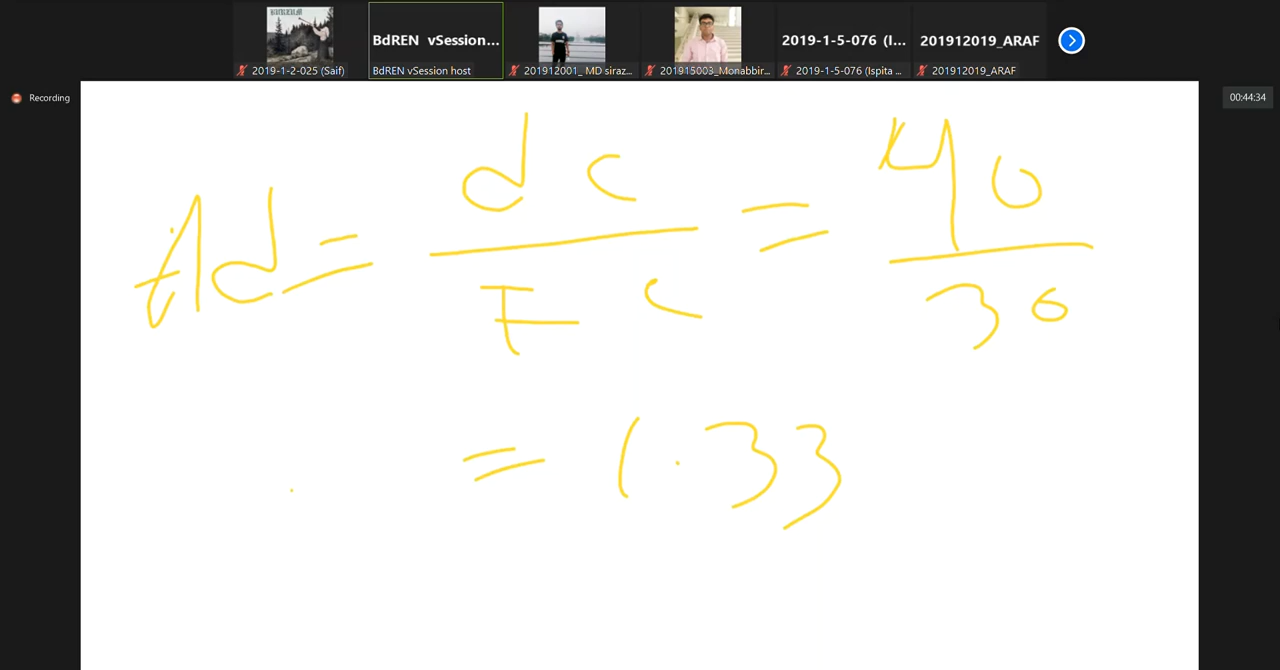 BdREN vSession...
2019-1-5-076 (I...
201912019_ARAF
2019-1-2-025 (Saif)
BdREN vSession host
201912001_ MD siraz...
201915003_Monabbir...
2019-1-5-076 (Ispita ...
201912019_ARAF
Recording
00:44:34
Ad = dc / Fc = 40 / 30
= 1.33